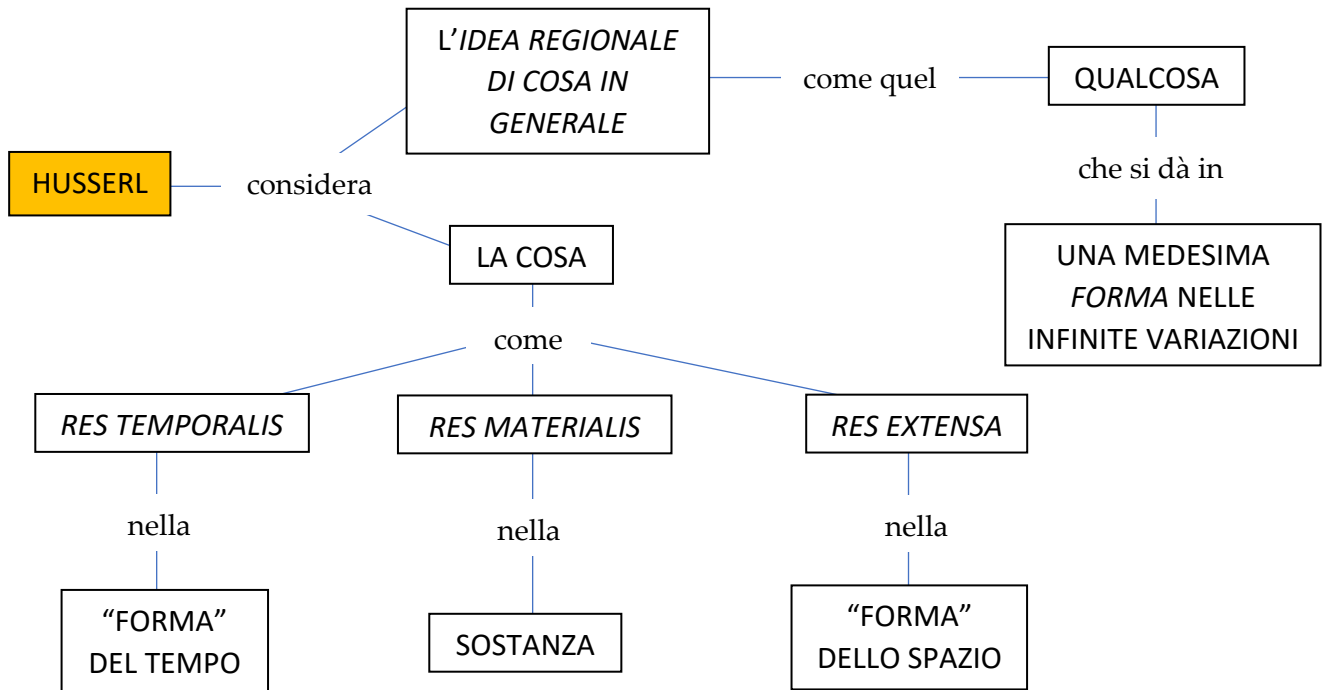 L’IDEA REGIONALE
DI COSA IN
GENERALE
come quel
QUALCOSA
che si dà in
UNA MEDESIMA
FORMA NELLE
INFINITE VARIAZIONI
HUSSERL
considera
LA COSA
come
RES TEMPORALIS
RES MATERIALIS
RES EXTENSA
nella
nella
nella
“FORMA”
DEL TEMPO
SOSTANZA
“FORMA”
DELLO SPAZIO